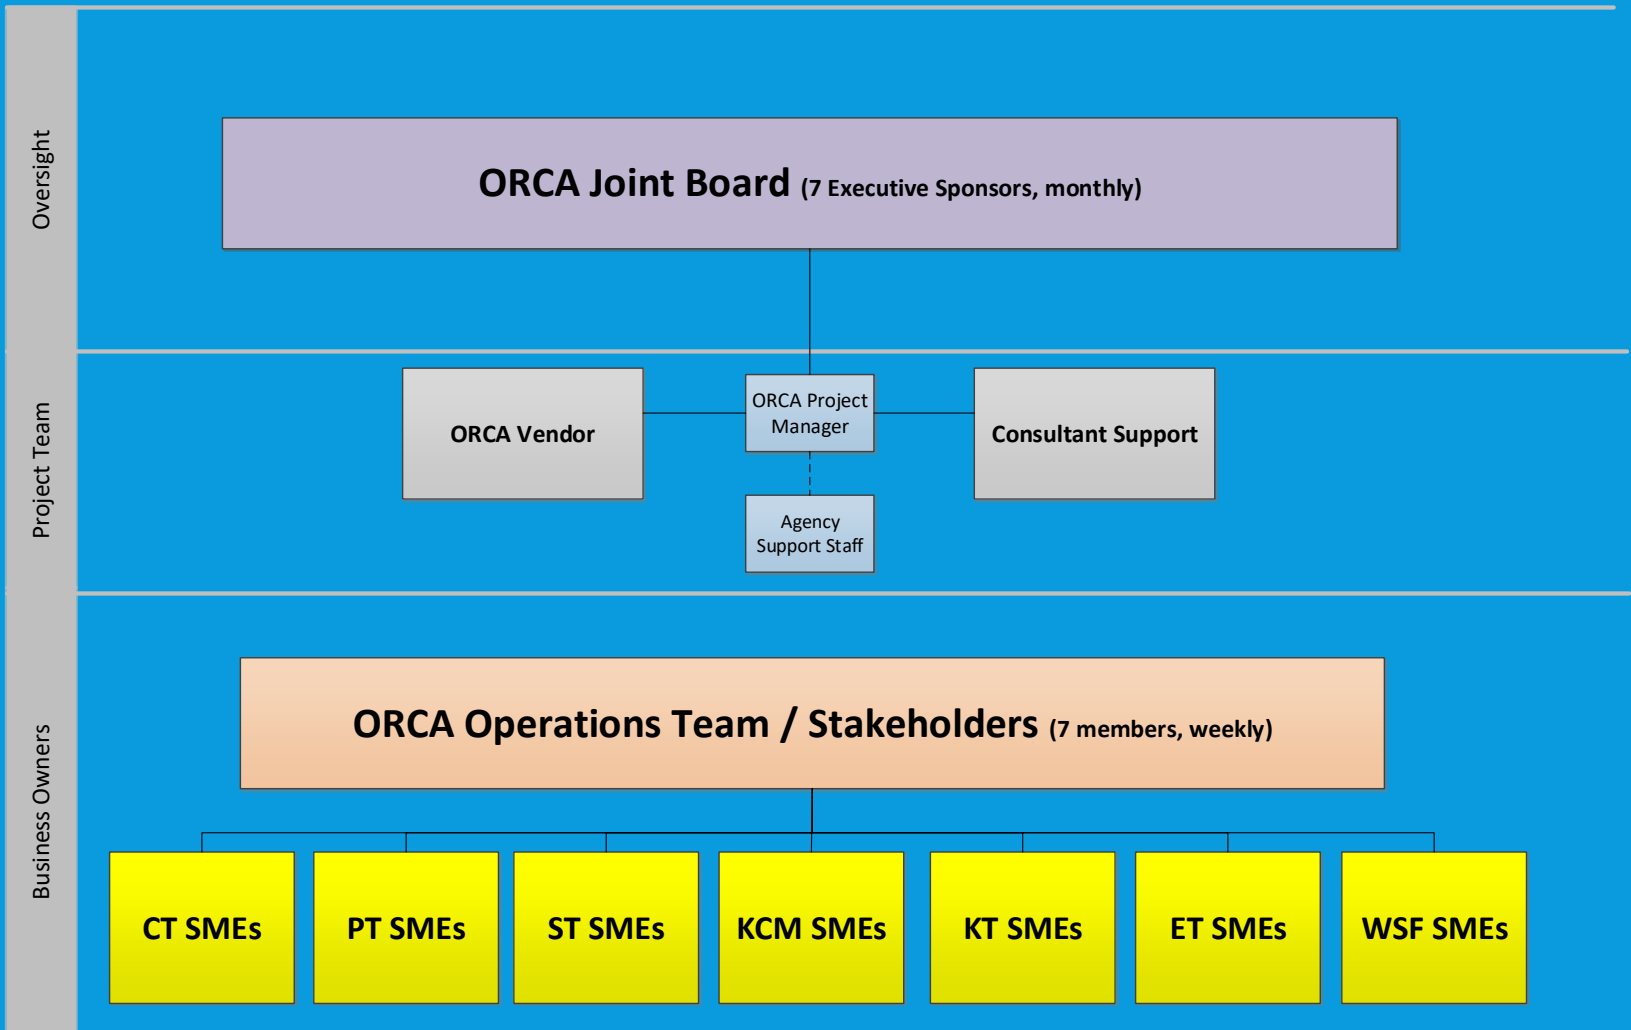 Oversight
ORCA Joint Board (7 Executive Sponsors, monthly)
Project Team
ORCA Vendor
ORCA Project
Manager
Consultant Support
Agency
Support Staff
Business Owners
ORCA Operations Team / Stakeholders (7 members, weekly)
CT SMEs
PT SMEs
ST SMEs
KCM SMEs
KT SMEs
ET SMEs
WSF SMEs